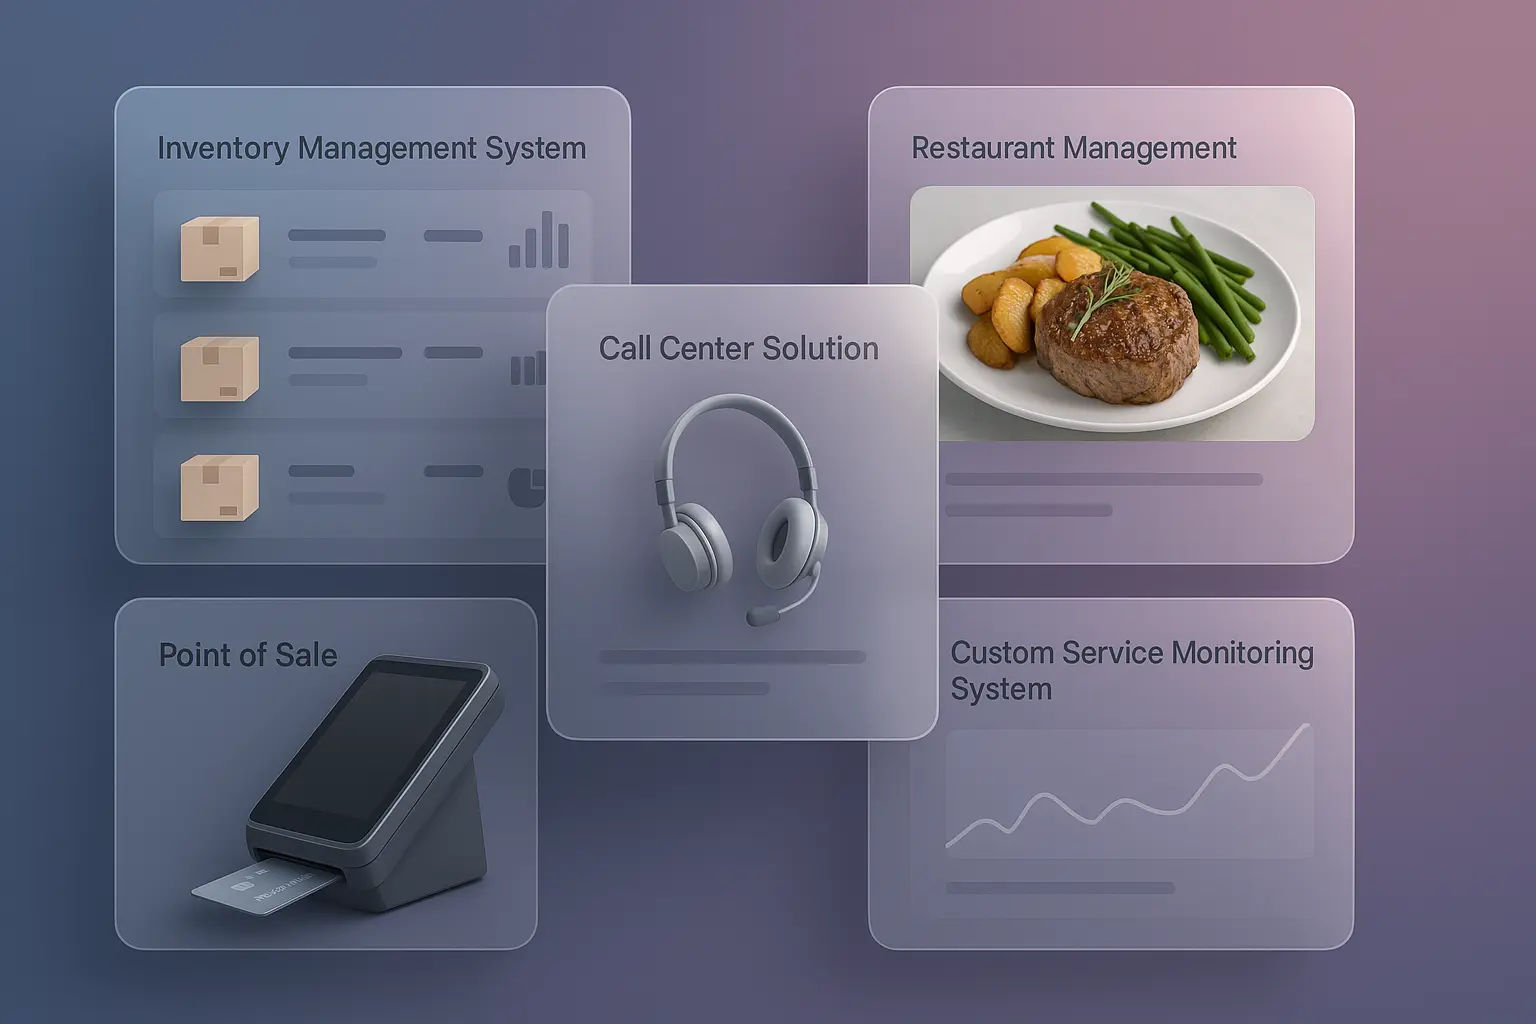 Inventory Management System
Restaurant Management
Call Center Solution
Point of Sale
Custom Service Monitoring
System